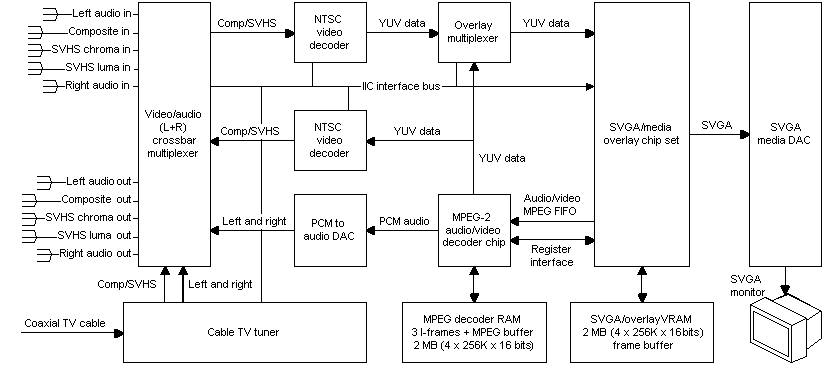 Left audio in
Composite in
SVHS chroma in
SVHS luma in
Right audio in
Video/audio
(L+R)
crossbar
multiplexer
Left audio out
Composite out
SVHS chroma out
SVHS luma out
Right audio out
Comp/SVHS
NTSC
video
decoder
YUV data
Overlay
multiplexer
YUV data
IIC interface bus
Comp/SVHS
NTSC
video
decoder
YUV data
YUV data
SVGA/media
overlay chip set
SVGA
SVGA
media DAC
Left and right
PCM to
audio DAC
PCM audio
MPEG-2
audio/video
decoder chip
Audio/video
MPEG FIFO
Register
interface
Comp/SVHS
Left and right
SVGA
monitor
Coaxial TV cable
Cable TV tuner
MPEG decoder RAM
3 I-frames + MPEG buffer
2 MB (4 x 256K x 16 bits)
SVGA/overlayVRAM
2 MB (4 x 256K x 16bits)
frame buffer